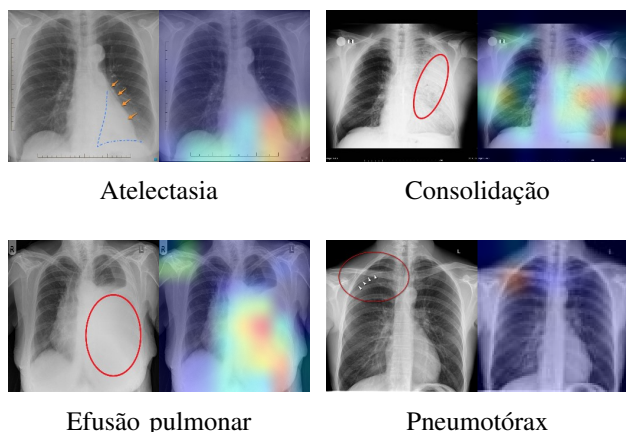 Atelectasia
Consolidação
R
L
L
Efusão pulmonar
Pneumotórax